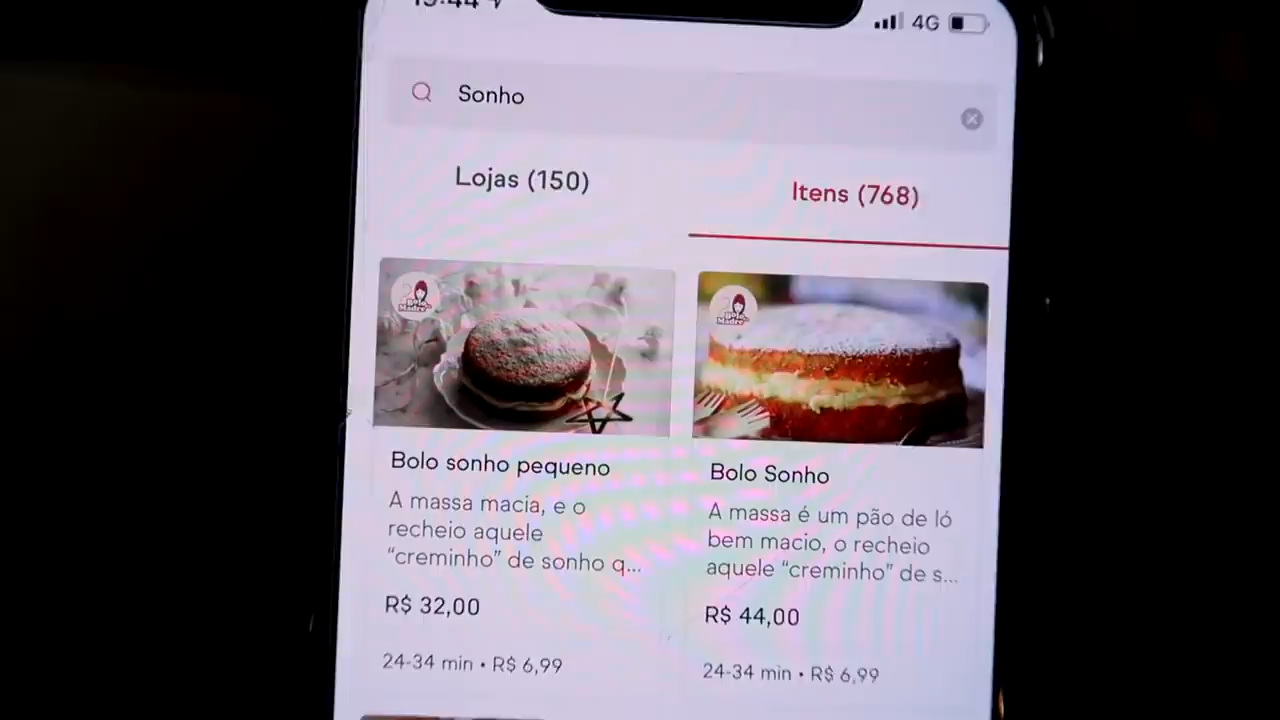 4G
Sonho
Lojas (150)
Itens (768)
Bolo sonho pequeno
A massa macia, e o
recheio aquele
“creminho” de sonho q...
R$ 32,00
24-34 min • R$ 6,99
Bolo Sonho
A massa é um pão de ló
bem macio, o recheio
aquele “creminho” de s...
R$ 44,00
24-34 min • R$ 6,99